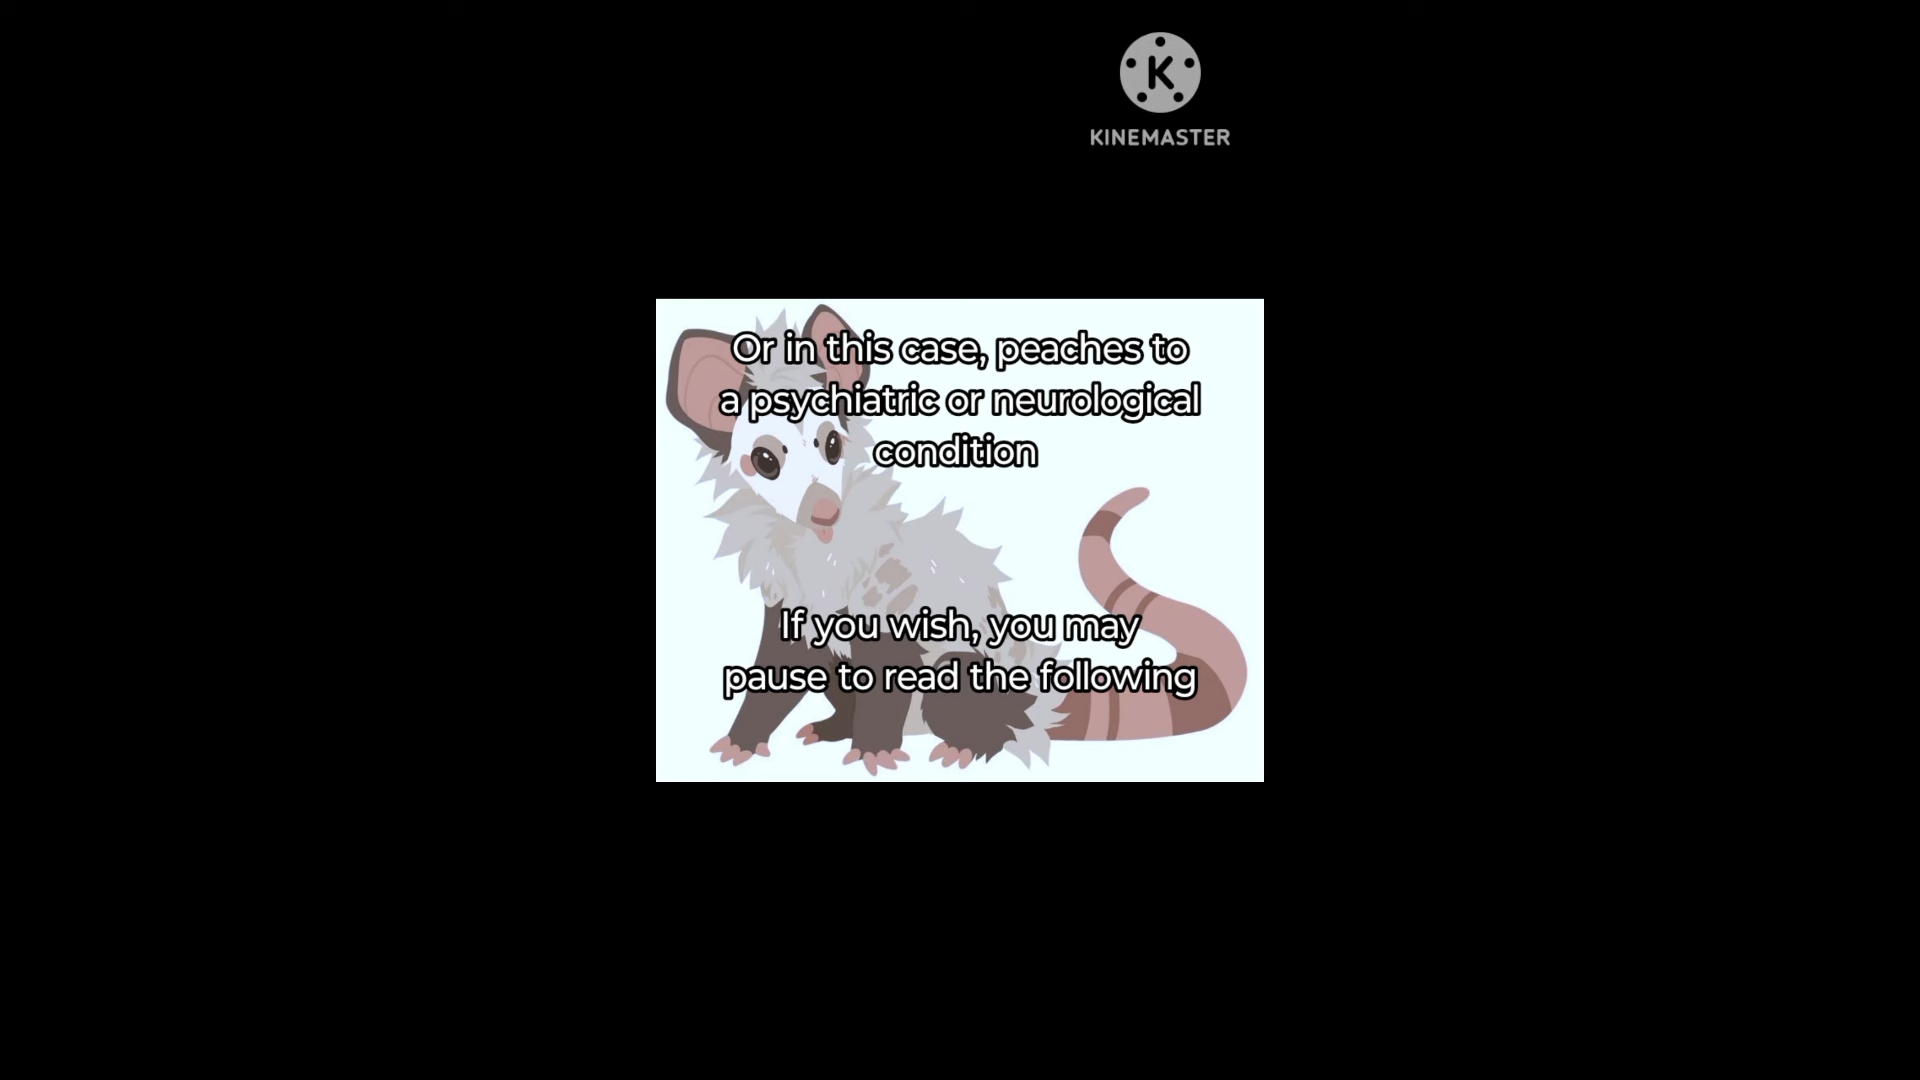 K
KINEMASTER
Or in this case, peaches to
a psychiatric or neurological
condition
If you wish, you may
pause to read the following